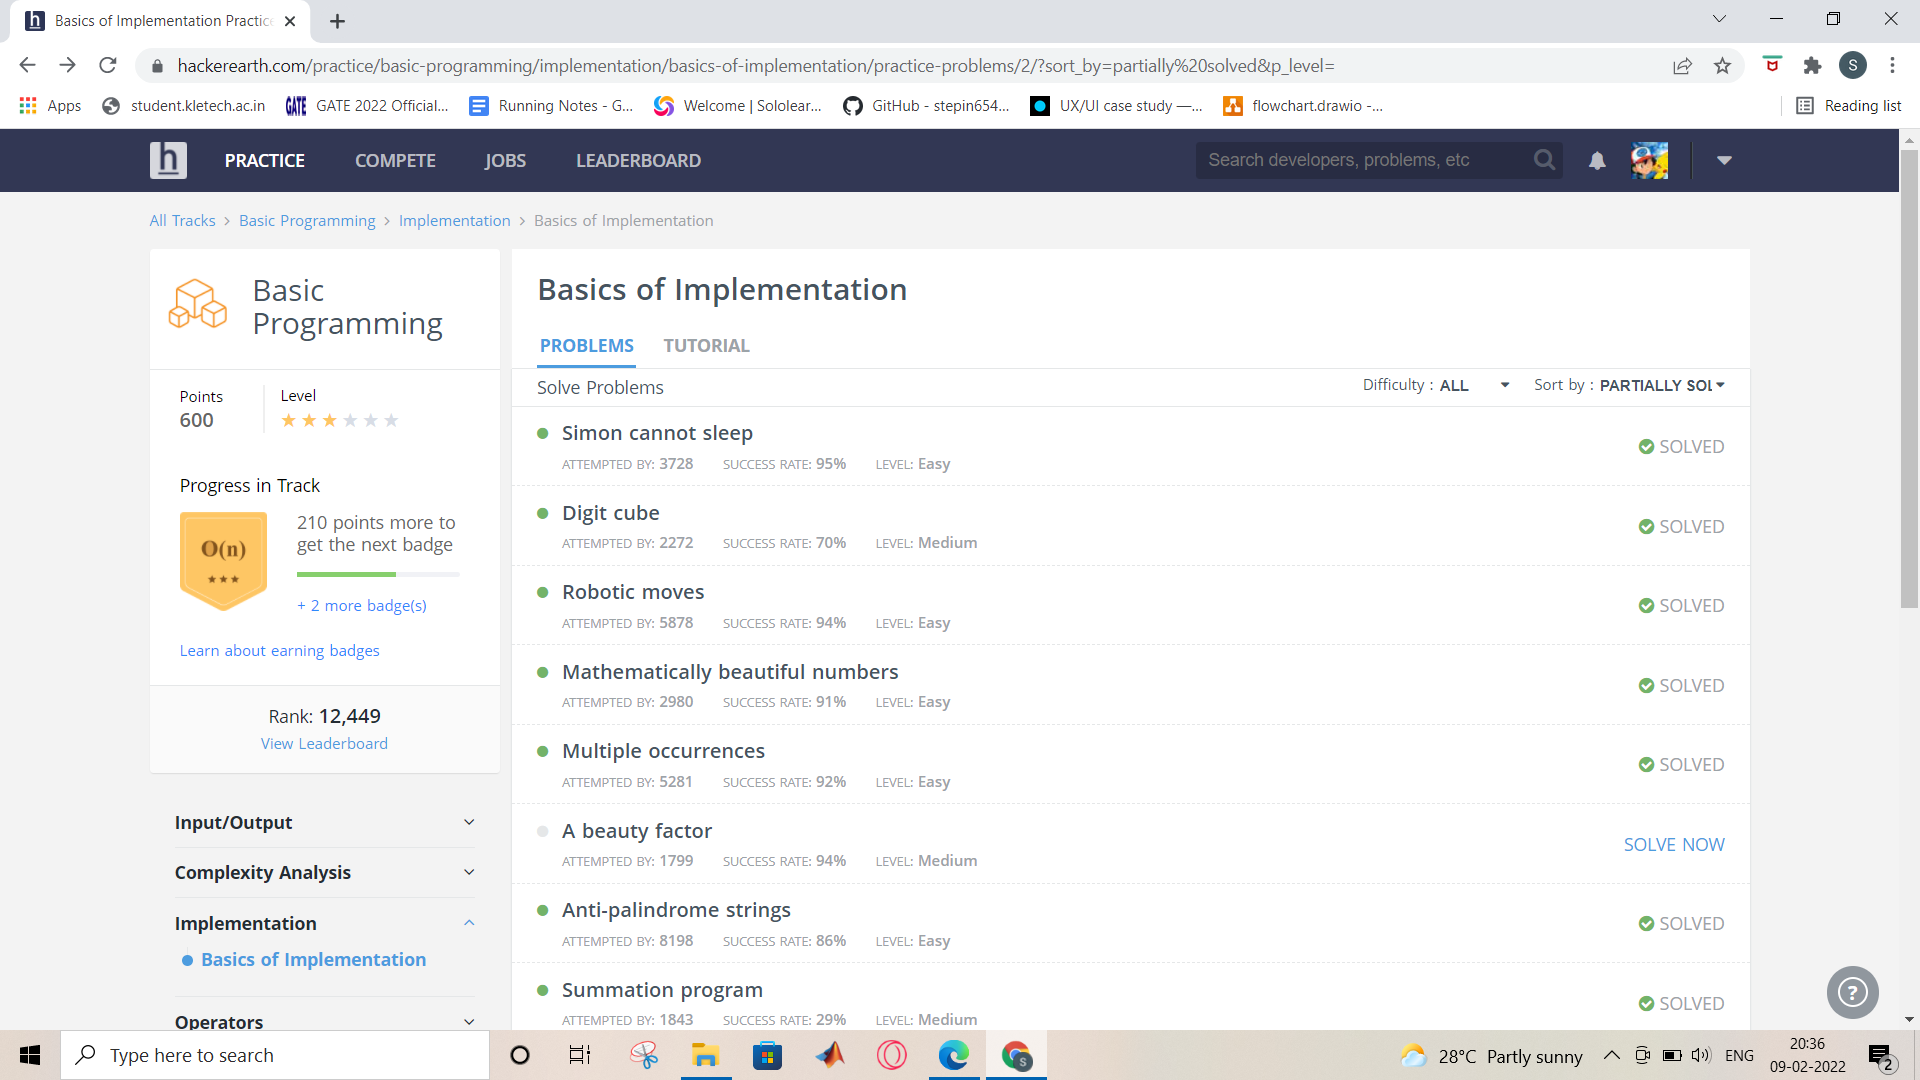 Basics of Implementation Practice
hackerearth.com/practice/basic-programming/implementation/basics-of-implementation/practice-problems/2/?sort_by=partially%20solved&p_level=
S
Apps
student.kletech.ac.in
GATE GATE 2022 Official...
Running Notes - G...
Welcome | Sololear...
GitHub - stepin654...
UX/UI case study —...
flowchart.drawio -...
Reading list
h PRACTICE COMPETE JOBS LEADERBOARD
Search developers, problems, etc
All Tracks > Basic Programming > Implementation > Basics of Implementation
Basic
Programming
Points
600
Level
Progress in Track
O(n)
210 points more to
get the next badge
+ 2 more badge(s)
Learn about earning badges
Rank: 12,449
View Leaderboard
Input/Output
Complexity Analysis
Implementation
Basics of Implementation
Operators
Basics of Implementation
PROBLEMS TUTORIAL
Solve Problems
Difficulty : ALL
Sort by : PARTIALLY SOL
Simon cannot sleep
ATTEMPTED BY: 3728 SUCCESS RATE: 95% LEVEL: Easy
SOLVED
Digit cube
ATTEMPTED BY: 2272 SUCCESS RATE: 70% LEVEL: Medium
SOLVED
Robotic moves
ATTEMPTED BY: 5878 SUCCESS RATE: 94% LEVEL: Easy
SOLVED
Mathematically beautiful numbers
ATTEMPTED BY: 2980 SUCCESS RATE: 91% LEVEL: Easy
SOLVED
Multiple occurrences
ATTEMPTED BY: 5281 SUCCESS RATE: 92% LEVEL: Easy
SOLVED
A beauty factor
ATTEMPTED BY: 1799 SUCCESS RATE: 94% LEVEL: Medium
SOLVE NOW
Anti-palindrome strings
ATTEMPTED BY: 8198 SUCCESS RATE: 86% LEVEL: Easy
SOLVED
Summation program
ATTEMPTED BY: 1843 SUCCESS RATE: 29% LEVEL: Medium
SOLVED
?
Type here to search
S
28°C Partly sunny
ENG
20:36
09-02-2022
2